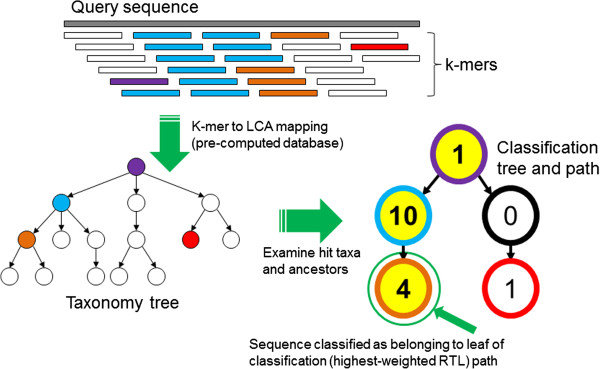 Query sequence
k-mers
K-mer to LCA mapping
(pre-computed database)
Classification
tree and path
1
10
0
4
1
Examine hit taxa
and ancestors
Taxonomy tree
Sequence classified as belonging to leaf of
classification (highest-weighted RTL) path